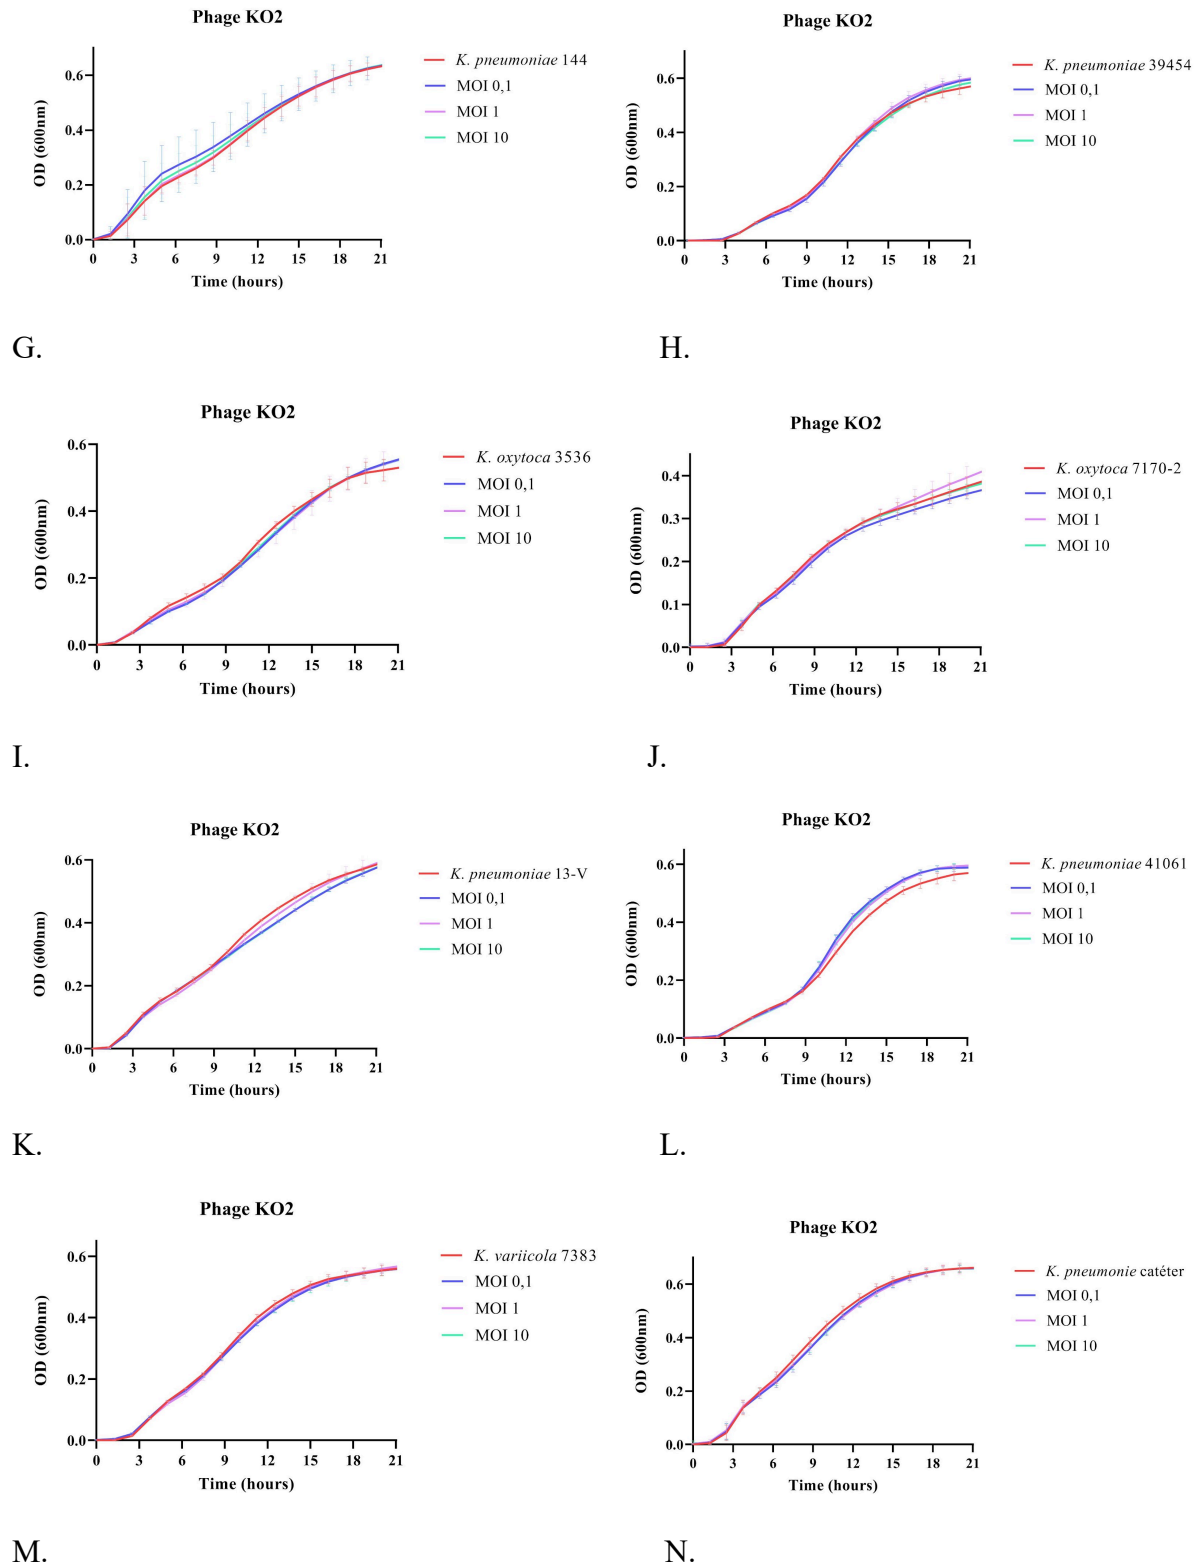 Phage KO2
OD (600nm)
0.6
0.4
0.2
0.0
0 3 6 9 12 15 18 21
Time (hours)
K. pneumoniae 144
MOI 0,1
MOI 1
MOI 10
G.
Phage KO2
OD (600nm)
0.6
0.4
0.2
0.0
0 3 6 9 12 15 18 21
Time (hours)
K. pneumoniae 39454
MOI 0,1
MOI 1
MOI 10
H.
Phage KO2
OD (600nm)
0.6
0.4
0.2
0.0
0 3 6 9 12 15 18 21
Time (hours)
K. oxytoca 3536
MOI 0,1
MOI 1
MOI 10
I.
Phage KO2
OD (600nm)
0.4
0.3
0.2
0.1
0.0
0 3 6 9 12 15 18 21
Time (hours)
K. oxytoca 7170-2
MOI 0,1
MOI 1
MOI 10
J.
Phage KO2
OD (600nm)
0.6
0.4
0.2
0.0
0 3 6 9 12 15 18 21
Time (hours)
K. pneumoniae 13-V
MOI 0,1
MOI 1
MOI 10
K.
Phage KO2
OD (600nm)
0.6
0.4
0.2
0.0
0 3 6 9 12 15 18 21
Time (hours)
K. pneumoniae 41061
MOI 0,1
MOI 1
MOI 10
L.
Phage KO2
OD (600nm)
0.6
0.4
0.2
0.0
0 3 6 9 12 15 18 21
Time (hours)
K. variicola 7383
MOI 0,1
MOI 1
MOI 10
M.
Phage KO2
OD (600nm)
0.6
0.4
0.2
0.0
0 3 6 9 12 15 18 21
Time (hours)
K. pneumonie catéter
MOI 0,1
MOI 1
MOI 10
N.